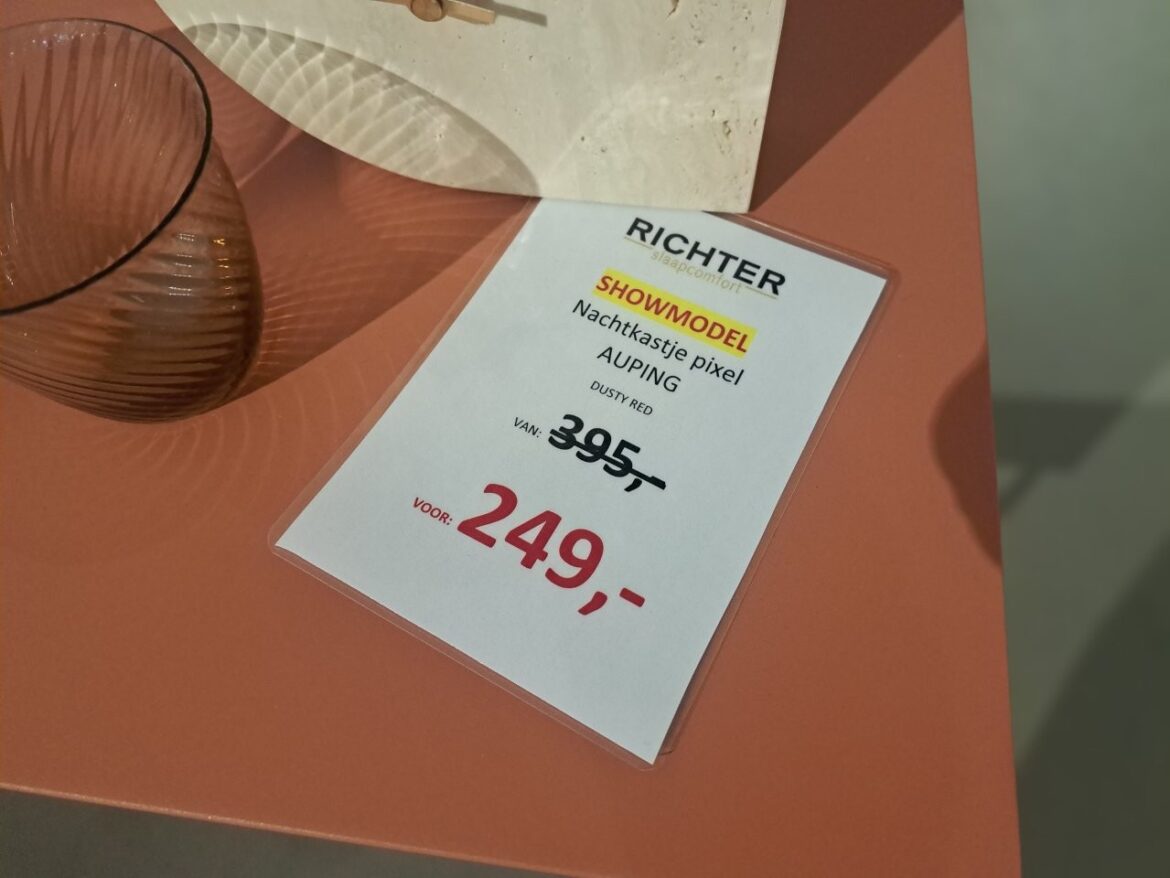 RICHTER
slaapcomfort
SHOWMODEL
Nachtkastje pixel
AUPING
DUSTY RED
VAN: 395,-
VOOR: 249,-